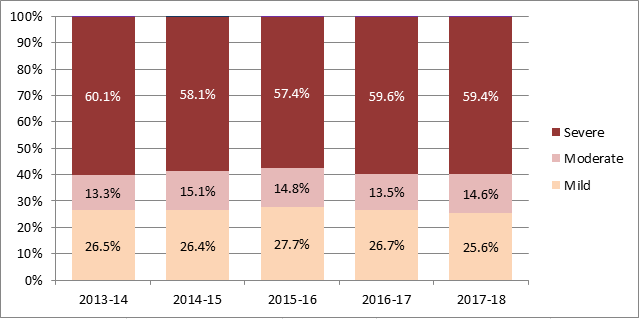 100%
90%
80%
70%
60%
50%
40%
30%
20%
10%
0%
60.1% 58.1% 57.4% 59.6% 59.4%
13.3% 15.1% 14.8% 13.5% 14.6%
26.5% 26.4% 27.7% 26.7% 25.6%
2013-14 2014-15 2015-16 2016-17 2017-18
Severe
Moderate
Mild